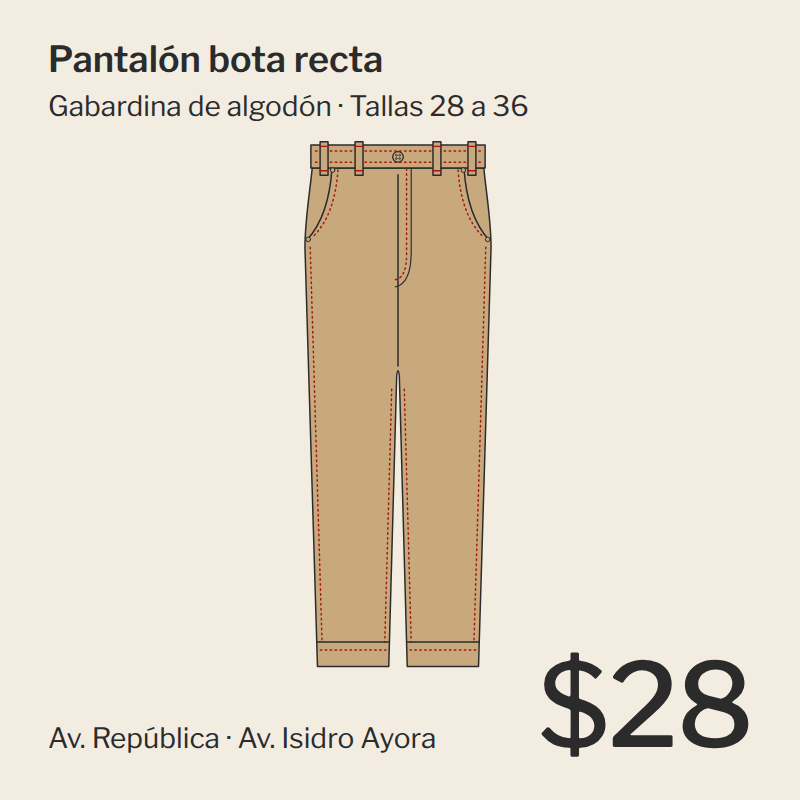 Pantalón bota recta
Gabardina de algodón · Tallas 28 a 36
Av. República · Av. Isidro Ayora
$28